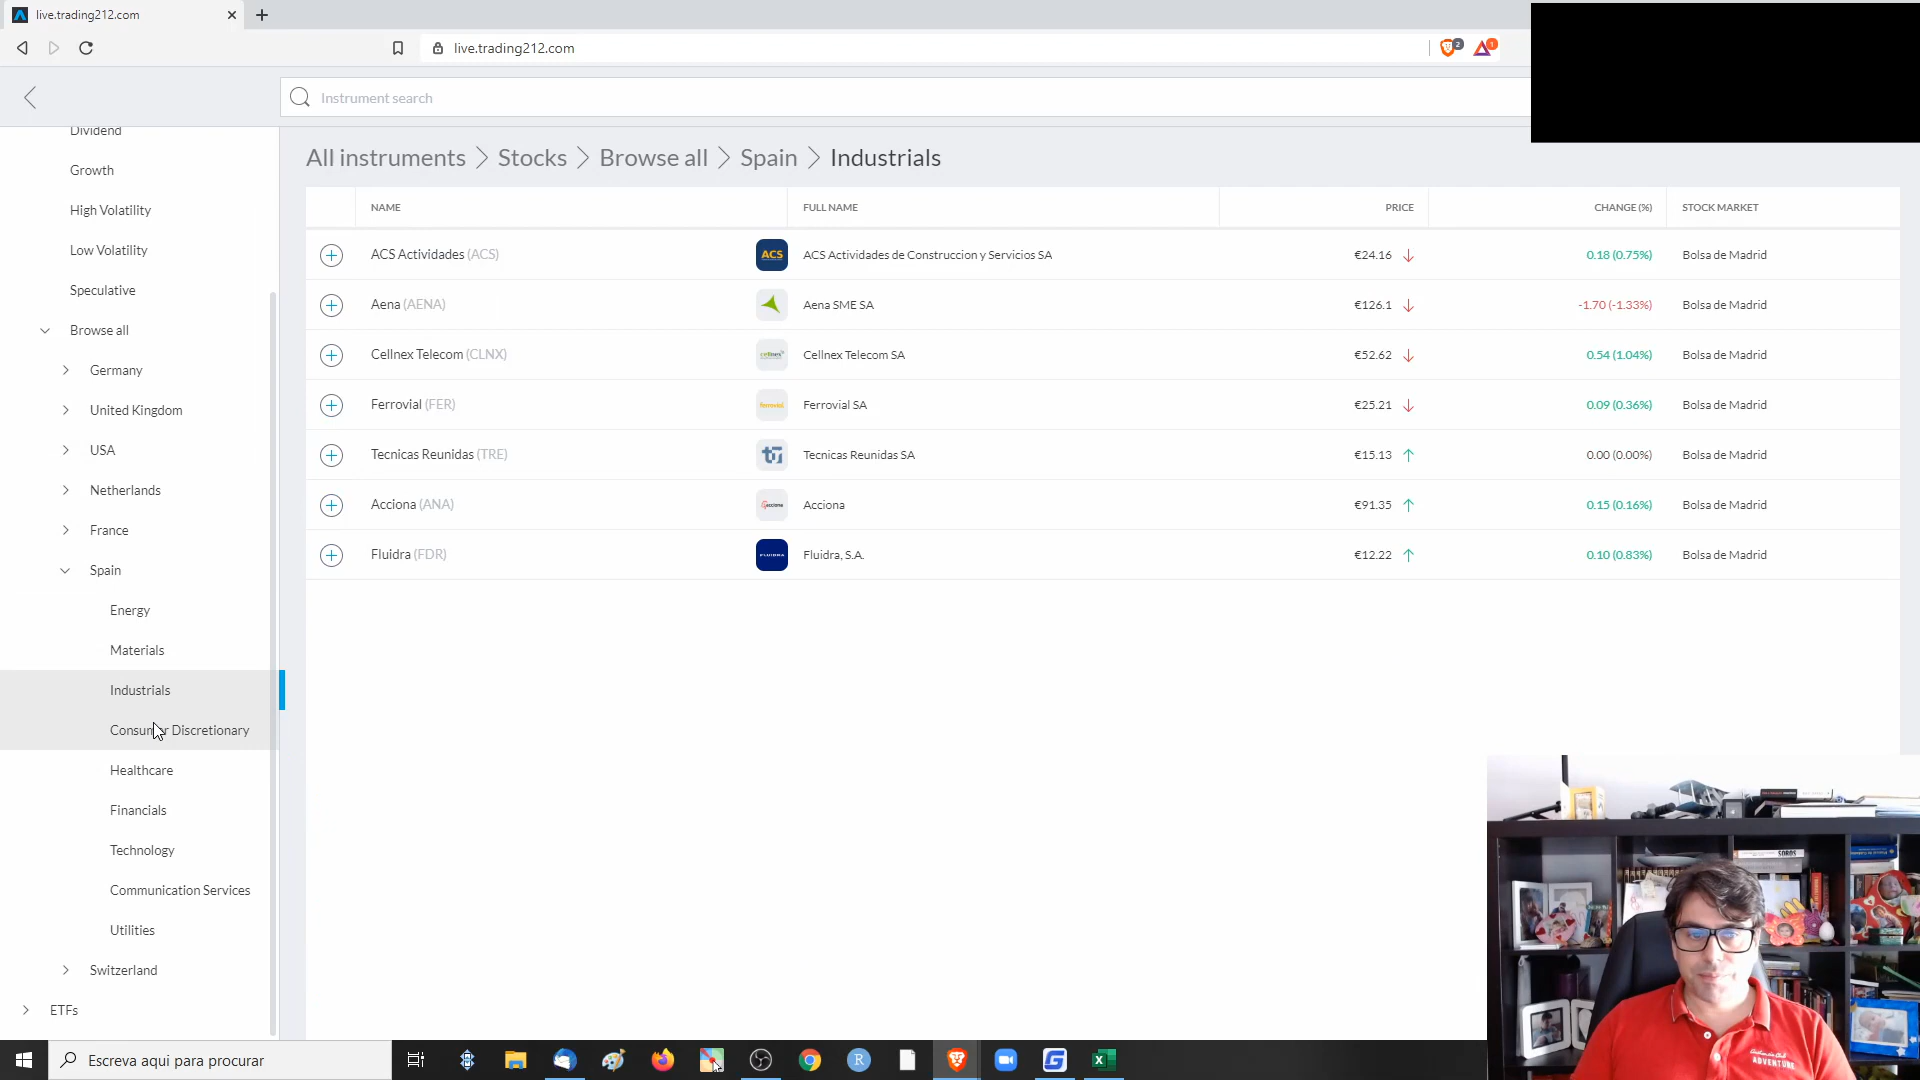 live.trading212.com
live.trading212.com
2
1
Instrument search
Dividend
Growth
High Volatility
Low Volatility
Speculative
Browse all
Germany
United Kingdom
USA
Netherlands
France
Spain
Energy
Materials
Industrials
Consumer Discretionary
Healthcare
Financials
Technology
Communication Services
Utilities
Switzerland
ETFs
All instruments > Stocks > Browse all > Spain > Industrials
NAME FULL NAME PRICE CHANGE (%) STOCK MARKET
ACS Actividades (ACS) ACS ACS Actividades de Construccion y Servicios SA €24.16 0.18 (0.75%) Bolsa de Madrid
Aena (AENA) Aena SME SA €126.1 -1.70 (-1.33%) Bolsa de Madrid
Cellnex Telecom (CLNX) cellnex Cellnex Telecom SA €52.62 0.54 (1.04%) Bolsa de Madrid
Ferrovial (FER) ferrovial Ferrovial SA €25.21 0.09 (0.36%) Bolsa de Madrid
Tecnicas Reunidas (TRE) Tecnicas Reunidas SA €15.13 0.00 (0.00%) Bolsa de Madrid
Acciona (ANA) acciona Acciona €91.35 0.15 (0.16%) Bolsa de Madrid
Fluidra (FDR) FLUIDRA Fluidra, S.A. €12.22 0.10 (0.83%) Bolsa de Madrid
SOROS
ADVENTURE
Escreva aqui para procurar